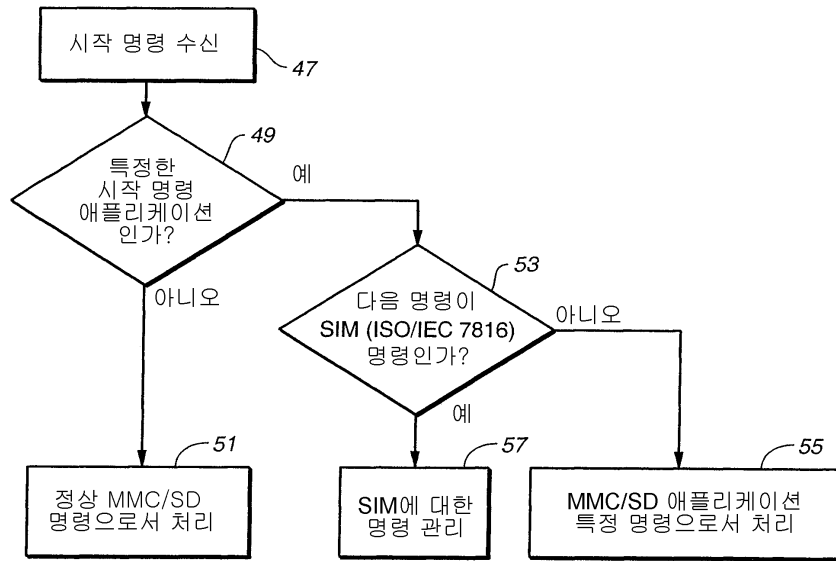 시작 명령 수신
47
49
특정한
시작 명령
애플리케이션
인가?
예
아니오
53
다음 명령이
SIM (ISO/IEC 7816)
명령인가?
아니오
예
51
정상 MMC/SD
명령으로서 처리
57
SIM에 대한
명령 관리
55
MMC/SD 애플리케이션
특정 명령으로서 처리